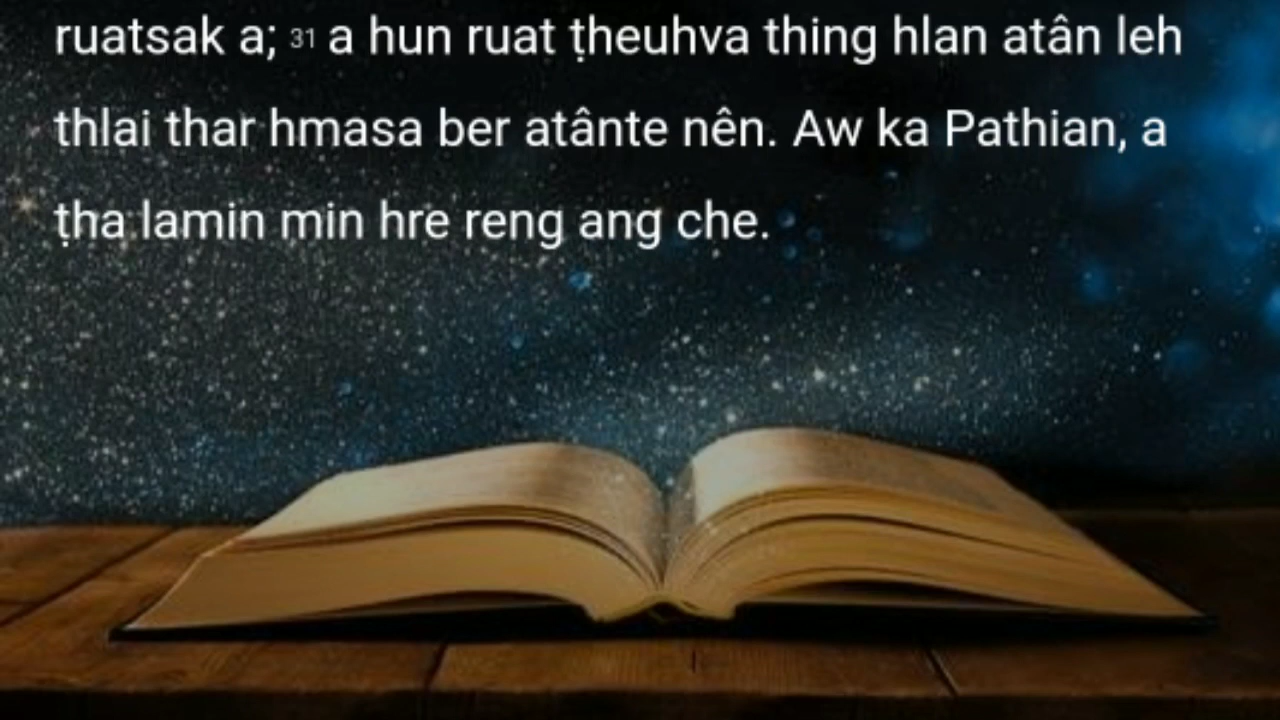 ruatsak a; 31 a hun ruat ṭheuhva thing hlan atân leh
thlai thar hmasa ber atânte nên. Aw ka Pathian, a
ṭha lamin min hre reng ang che.